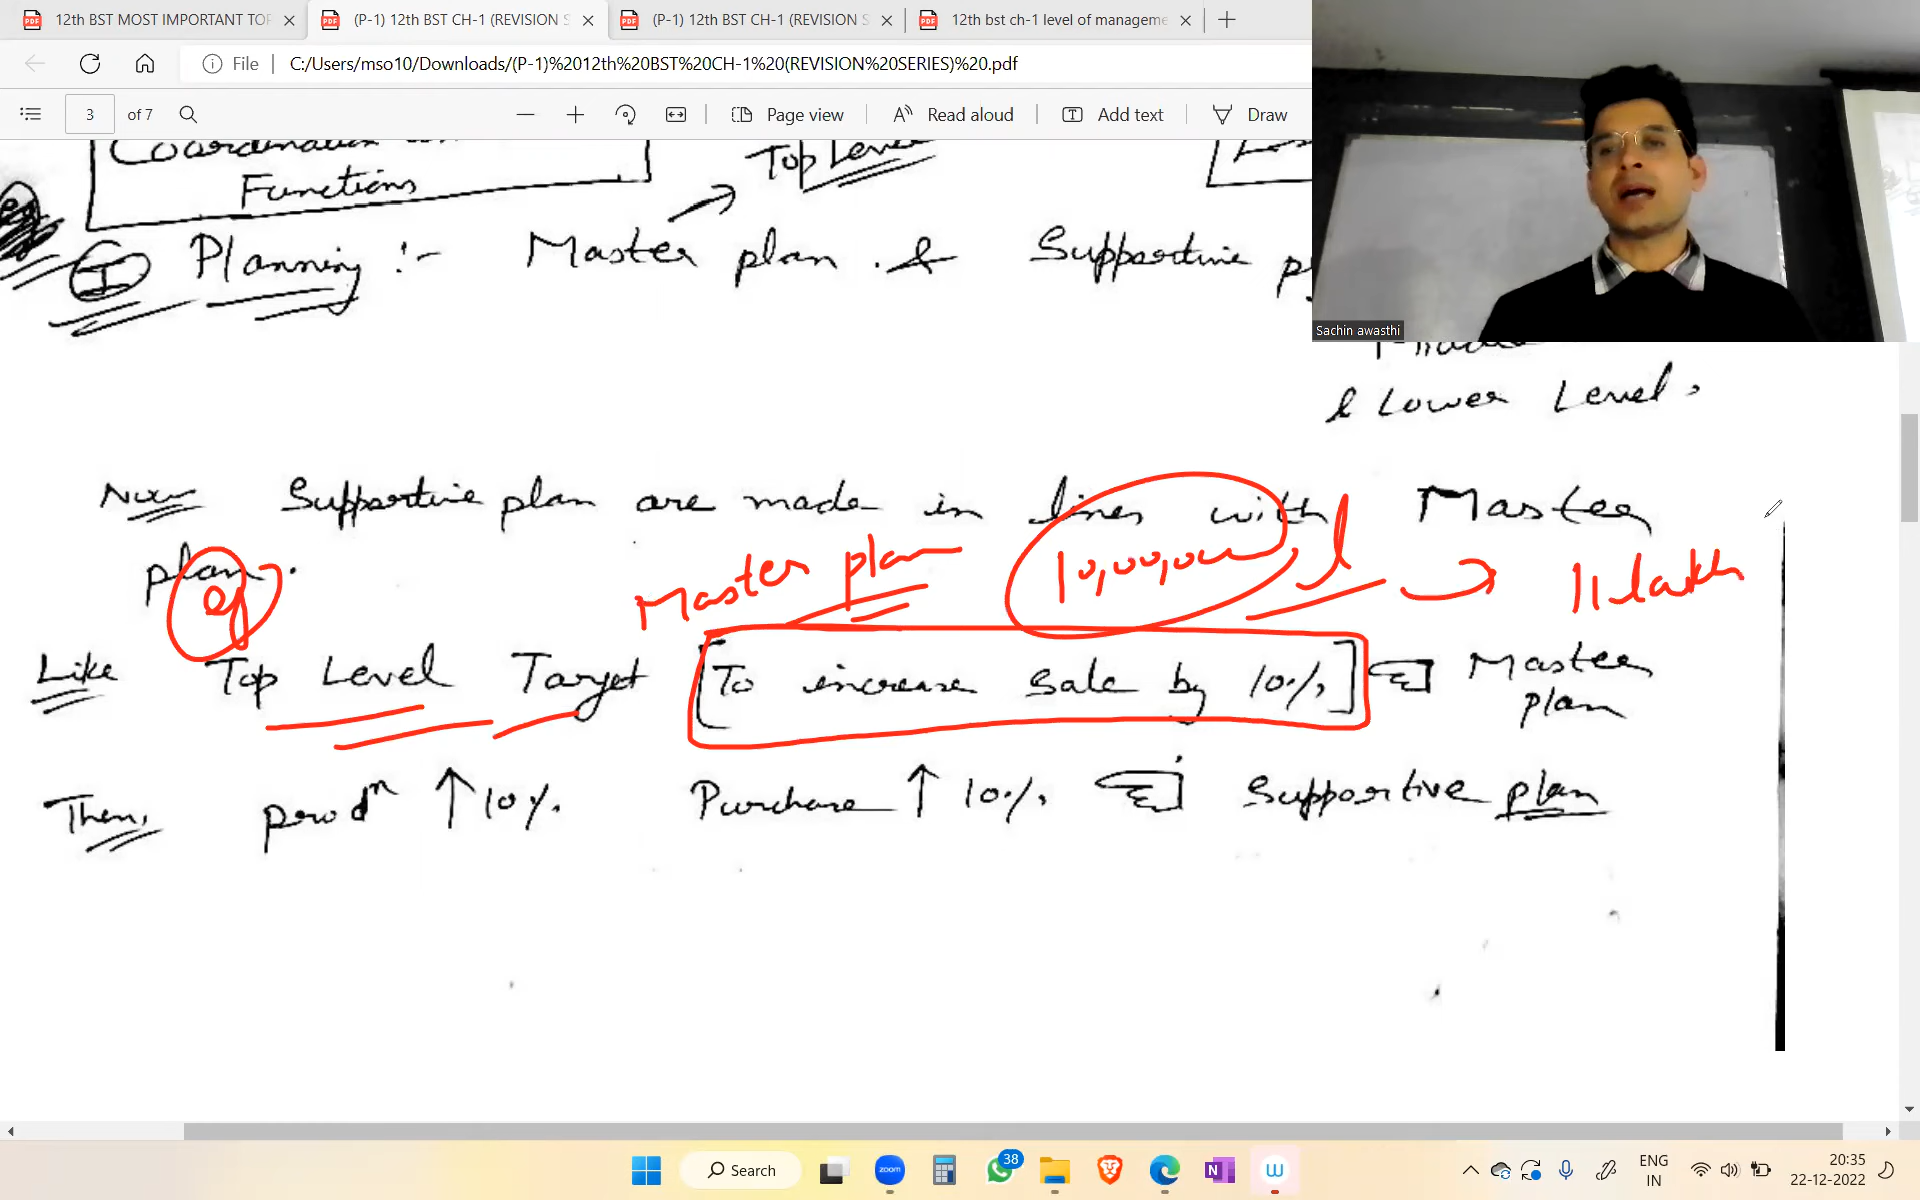 12th BST MOST IMPORTANT TOP
(P-1) 12th BST CH-1 (REVISION S
(P-1) 12th BST CH-1 (REVISION S
12th bst ch-1 level of manageme
File
C:/Users/mso10/Downloads/(P-1)%2012th%20BST%20CH-1%20(REVISION%20SERIES)%20.pdf
3 of 7
Page view
Read aloud
Add text
Draw
Sachin awasthi
Functions
Top Level
I Planning :- Master plan . & Supportive
& Lower Level.
Now Supportive plan are made in lines with Master
plan.
eg
Master plan 10,00,000 11 lakh
Like Top Level Target [To increase sale by 10%] Master
plan
Then, prodn ↑ 10%. Purchase ↑ 10%. Supportive plan
zoom
38
Search
ENG
IN
20:35
22-12-2022